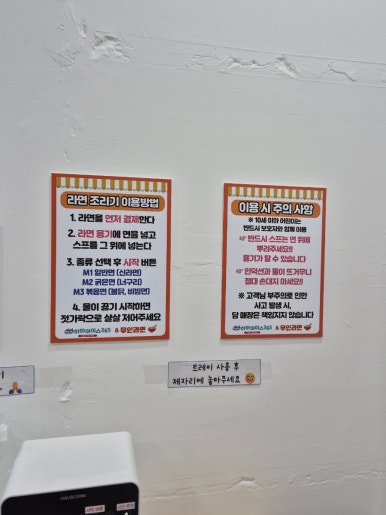 라면 조리기 이용방법
1. 라면을 먼저 결제한다
2. 라면 용기에 면을 넣고
스프를 그 위에 넣는다
3. 종류 선택 후 시작 버튼
M1 일반면 (신라면)
M2 굵은면 (너구리)
M3 볶음면 (불닭, 비빔면)
4. 물이 끓기 시작하면
젓가락으로 살살 저어주세요
아이아이스365 & 무인라면
이용 시 주의 사항
※ 10세 이하 어린이는
반드시 보호자와 함께 이용
반드시 스프는 면 위에
뿌려주세요!!
용기가 탈 수 있습니다
인덕션과 물이 뜨거우니
절대 손대지 마세요!!
※ 고객님 부주의로 인한
사고 발생 시,
당 매장은 책임지지 않습니다
& 무인라면
트레이 사용 후
제자리에 놓아주세요